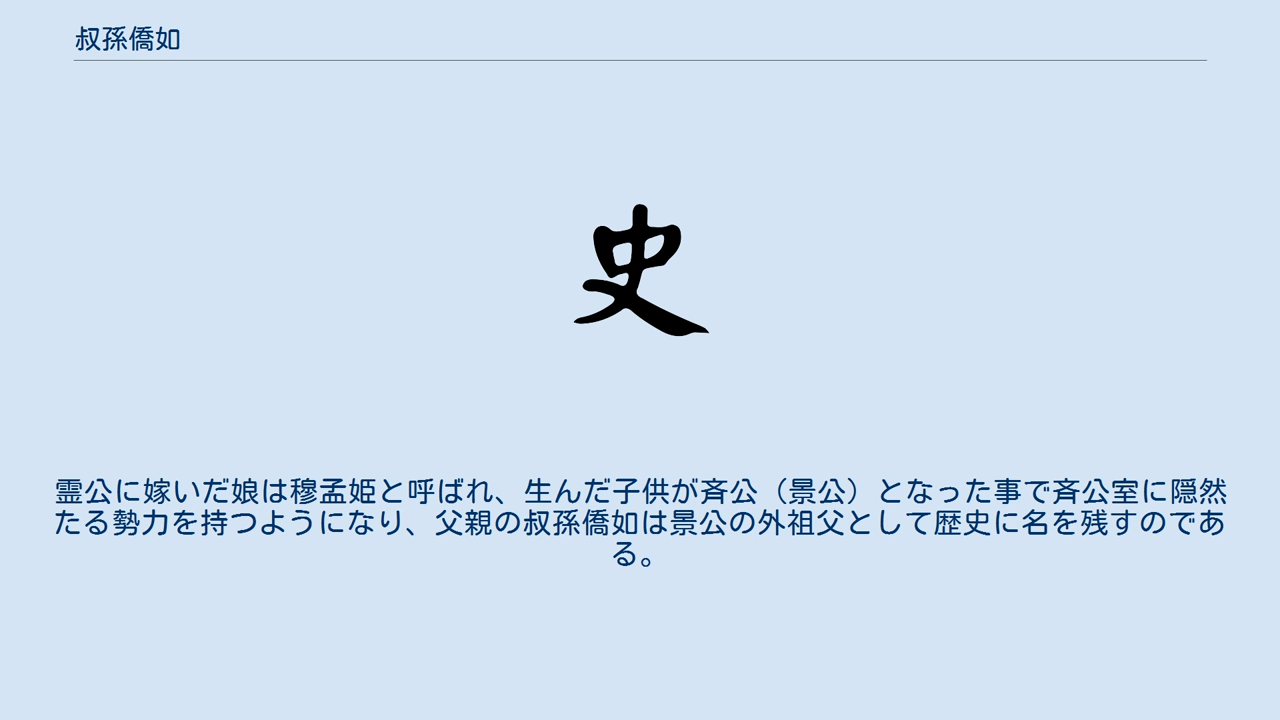 叔孫僑如
史
霊公に嫁いだ娘は穆孟姫と呼ばれ、生んだ子供が斉公（景公）となった事で斉公室に隠然
たる勢力を持つようになり、父親の叔孫僑如は景公の外祖父として歴史に名を残すのであ
る。